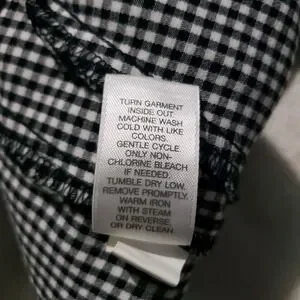 TURN GARMENT
INSIDE OUT.
MACHINE WASH
COLD WITH LIKE
COLORS.
GENTLE CYCLE.
ONLY NON-
CHLORINE BLEACH
IF NEEDED.
TUMBLE DRY LOW.
REMOVE PROMPTLY.
WARM IRON
WITH STEAM
ON REVERSE
OR DRY CLEAN.